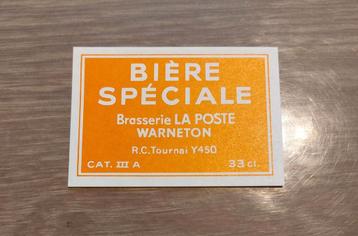 BIÈRE
SPÉCIALE
Brasserie LA POSTE
WARNETON
R.C.Tournai Y450
CAT. III A 33 cl.